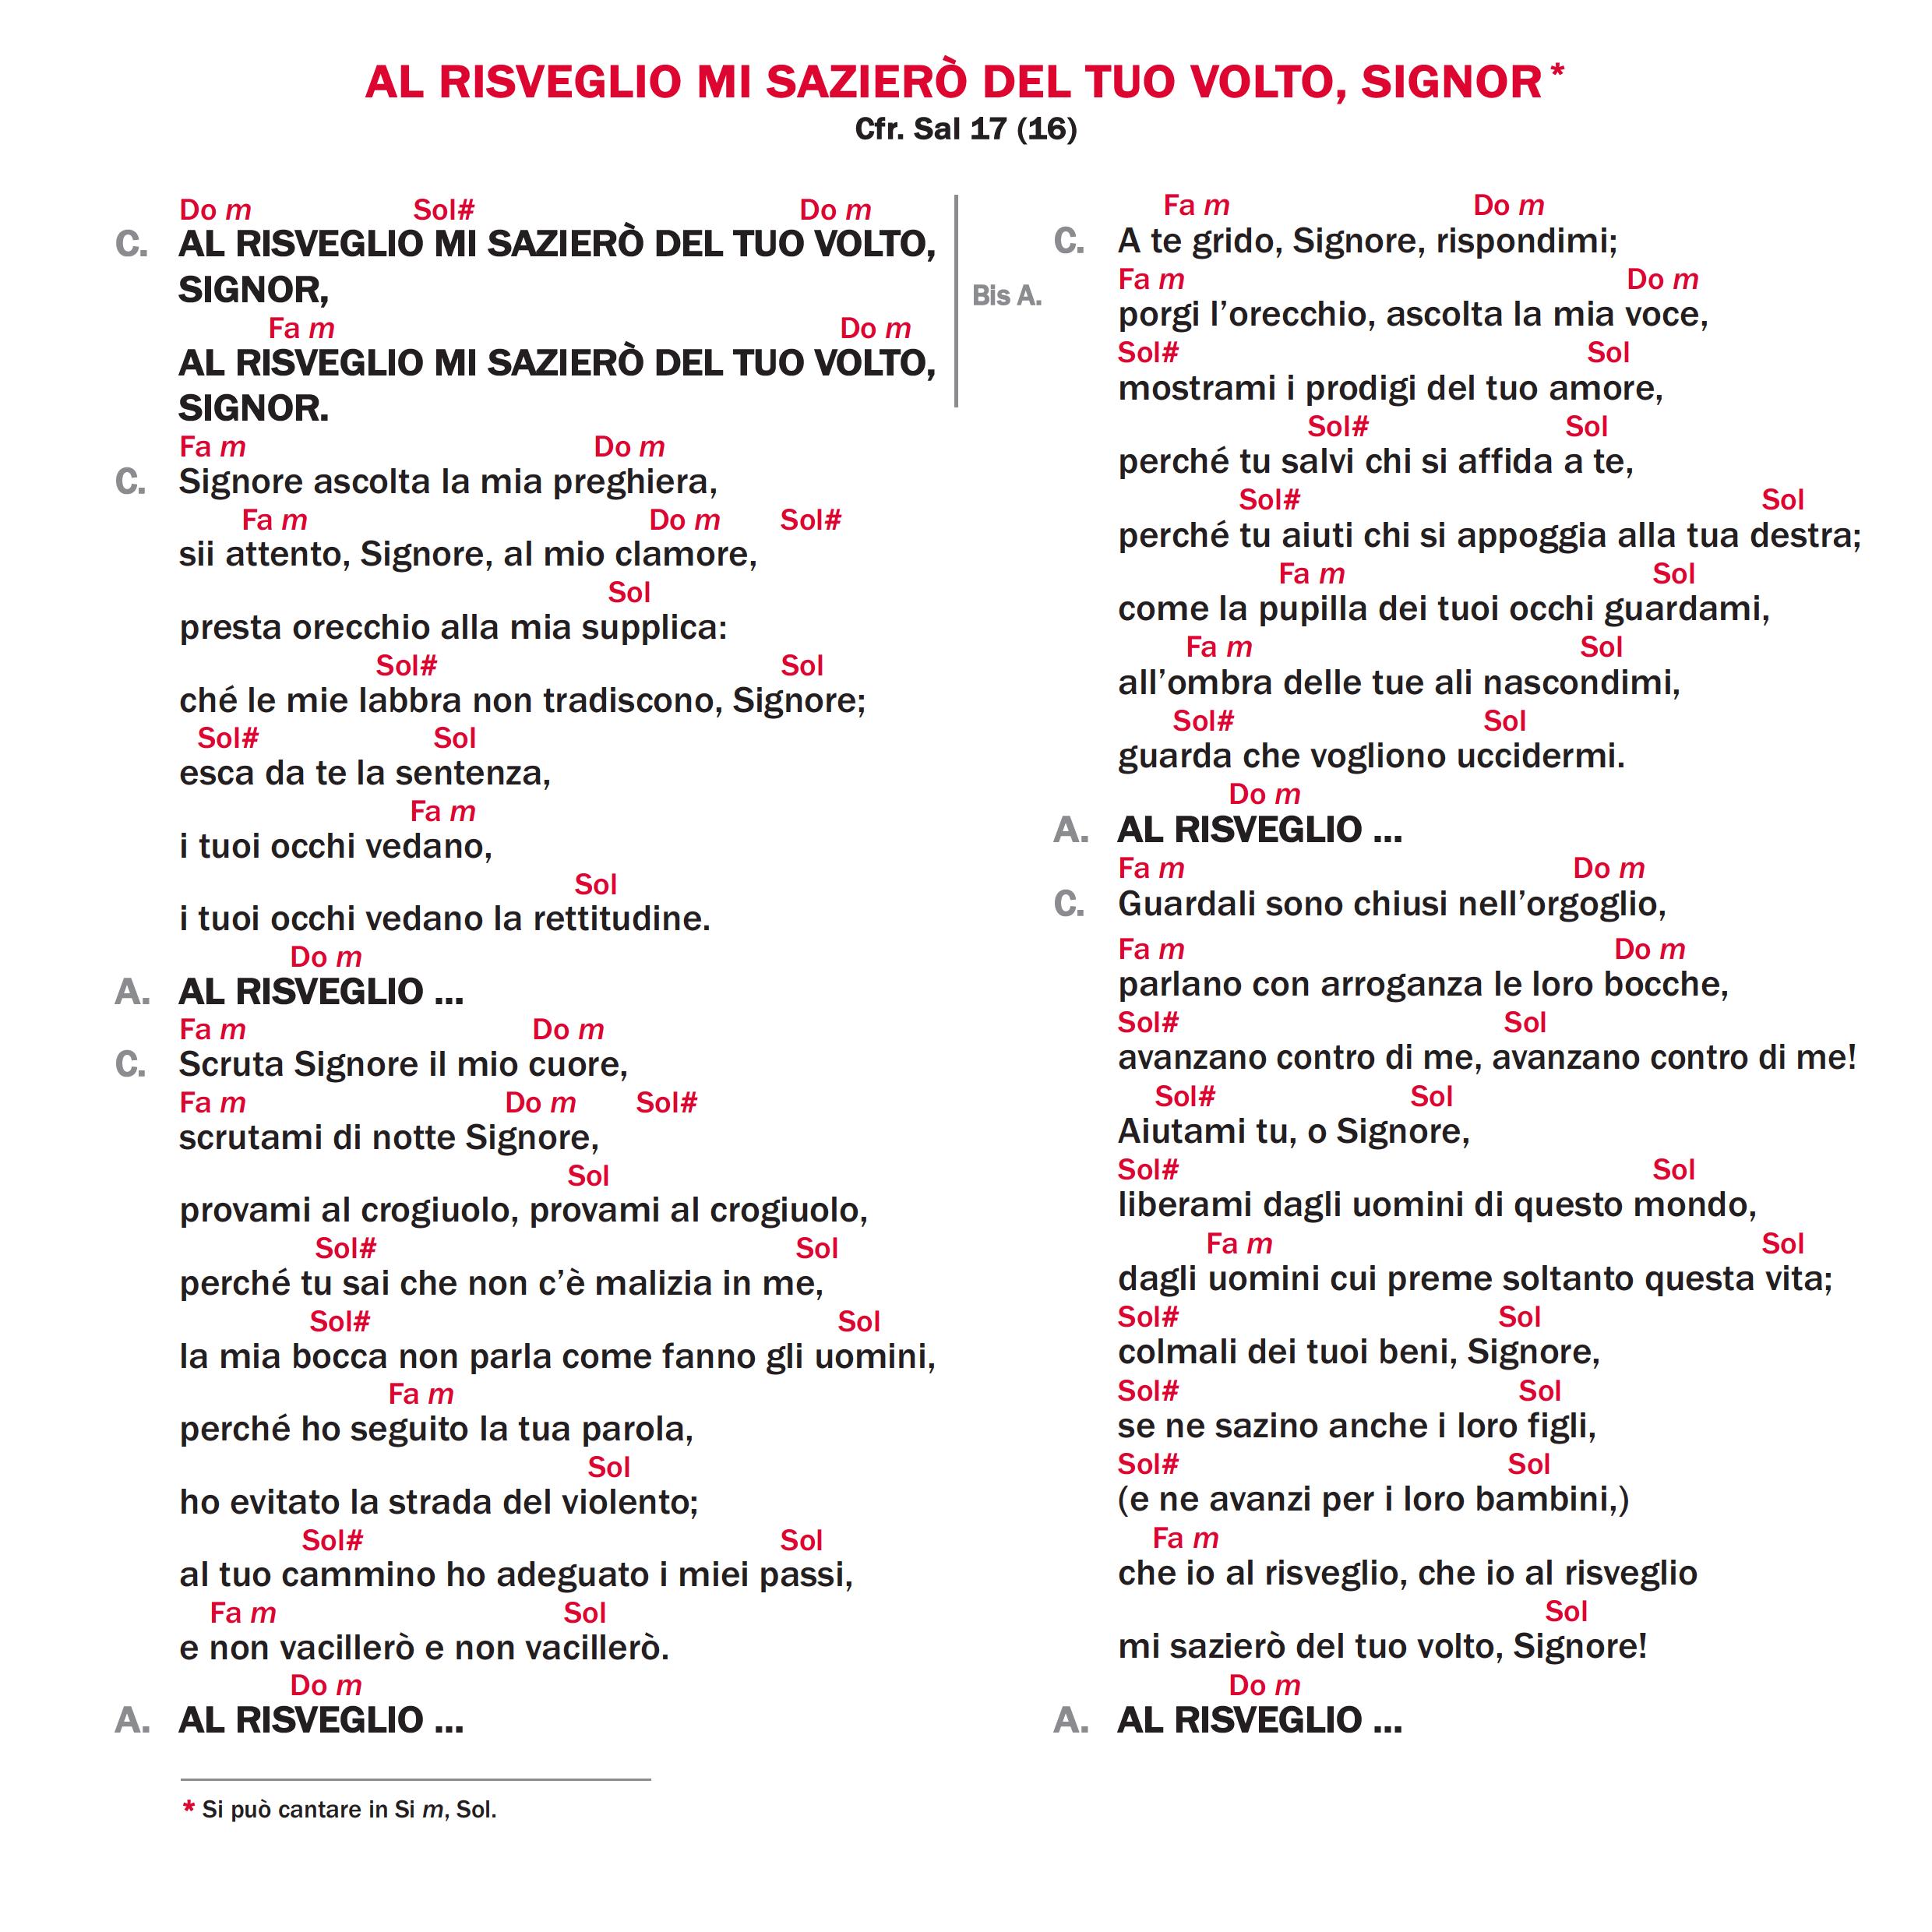 AL RISVEGLIO MI SAZIERÒ DEL TUO VOLTO, SIGNOR *
Cfr. Sal 17 (16)
Do m Sol# Do m
C. AL RISVEGLIO MI SAZIERÒ DEL TUO VOLTO,
SIGNOR,
Fa m Do m
AL RISVEGLIO MI SAZIERÒ DEL TUO VOLTO,
SIGNOR.
Bis A.
Fa m Do m
C. Signore ascolta la mia preghiera,
Fa m Do m Sol#
sii attento, Signore, al mio clamore,
Sol
presta orecchio alla mia supplica:
Sol# Sol
ché le mie labbra non tradiscono, Signore;
Sol# Sol
esca da te la sentenza,
Fa m
i tuoi occhi vedano,
Sol
i tuoi occhi vedano la rettitudine.
Do m
A. AL RISVEGLIO ...
Fa m Do m
C. Scruta Signore il mio cuore,
Fa m Do m Sol#
scrutami di notte Signore,
Sol
provami al crogiuolo, provami al crogiuolo,
Sol# Sol
perché tu sai che non c’è malizia in me,
Sol# Sol
la mia bocca non parla come fanno gli uomini,
Fa m
perché ho seguito la tua parola,
Sol
ho evitato la strada del violento;
Sol# Sol
al tuo cammino ho adeguato i miei passi,
Fa m Sol
e non vacillerò e non vacillerò.
Do m
A. AL RISVEGLIO ...
* Si può cantare in Si m, Sol.
Fa m Do m
C. A te grido, Signore, rispondimi;
Fa m Do m
porgi l’orecchio, ascolta la mia voce,
Sol# Sol
mostrami i prodigi del tuo amore,
Sol# Sol
perché tu salvi chi si affida a te,
Sol# Sol
perché tu aiuti chi si appoggia alla tua destra;
Fa m Sol
come la pupilla dei tuoi occhi guardami,
Fa m Sol
all’ombra delle tue ali nascondimi,
Sol# Sol
guarda che vogliono uccidermi.
Do m
A. AL RISVEGLIO ...
Fa m Do m
C. Guardali sono chiusi nell’orgoglio,
Fa m Do m
parlano con arroganza le loro bocche,
Sol# Sol
avanzano contro di me, avanzano contro di me!
Sol# Sol
Aiutami tu, o Signore,
Sol# Sol
liberami dagli uomini di questo mondo,
Fa m Sol
dagli uomini cui preme soltanto questa vita;
Sol# Sol
colmali dei tuoi beni, Signore,
Sol# Sol
se ne sazino anche i loro figli,
Sol# Sol
(e ne avanzi per i loro bambini,)
Fa m
che io al risveglio, che io al risveglio
Sol
mi sazierò del tuo volto, Signore!
Do m
A. AL RISVEGLIO ...